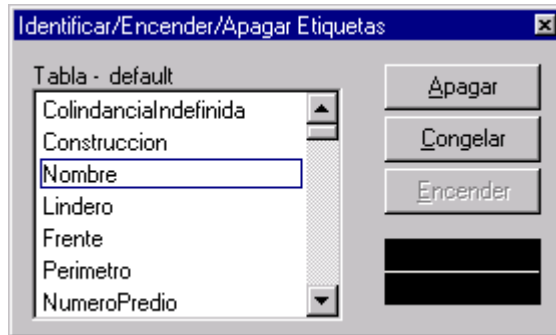 Identificar/Encender/Apagar Etiquetas
Tabla - default
ColindanciaIndefinida
Construccion
Nombre
Lindero
Frente
Perimetro
NumeroPredio
Apagar
Congelar
Encender